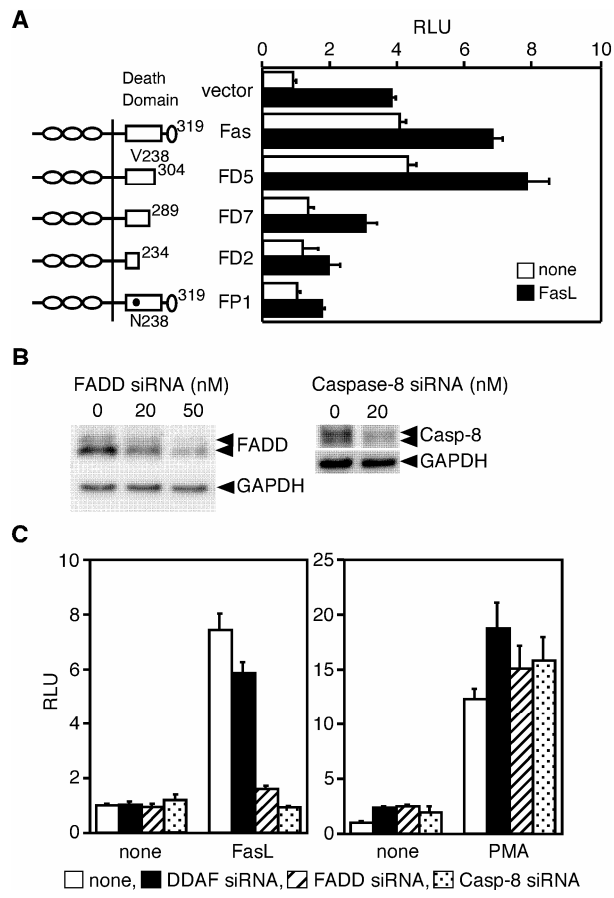 A
RLU
0 2 4 6 8 10
Death
Domain
vector
319
Fas
V238
304
FD5
289
FD7
234
FD2
319
FP1
N238
none
FasL
B
FADD siRNA (nM)
0 20 50
FADD
GAPDH
Caspase-8 siRNA (nM)
0 20
Casp-8
GAPDH
C
10
8
6
4
2
0
RLU
none FasL
25
20
15
10
5
0
none PMA
none, DDAF siRNA, FADD siRNA, Casp-8 siRNA